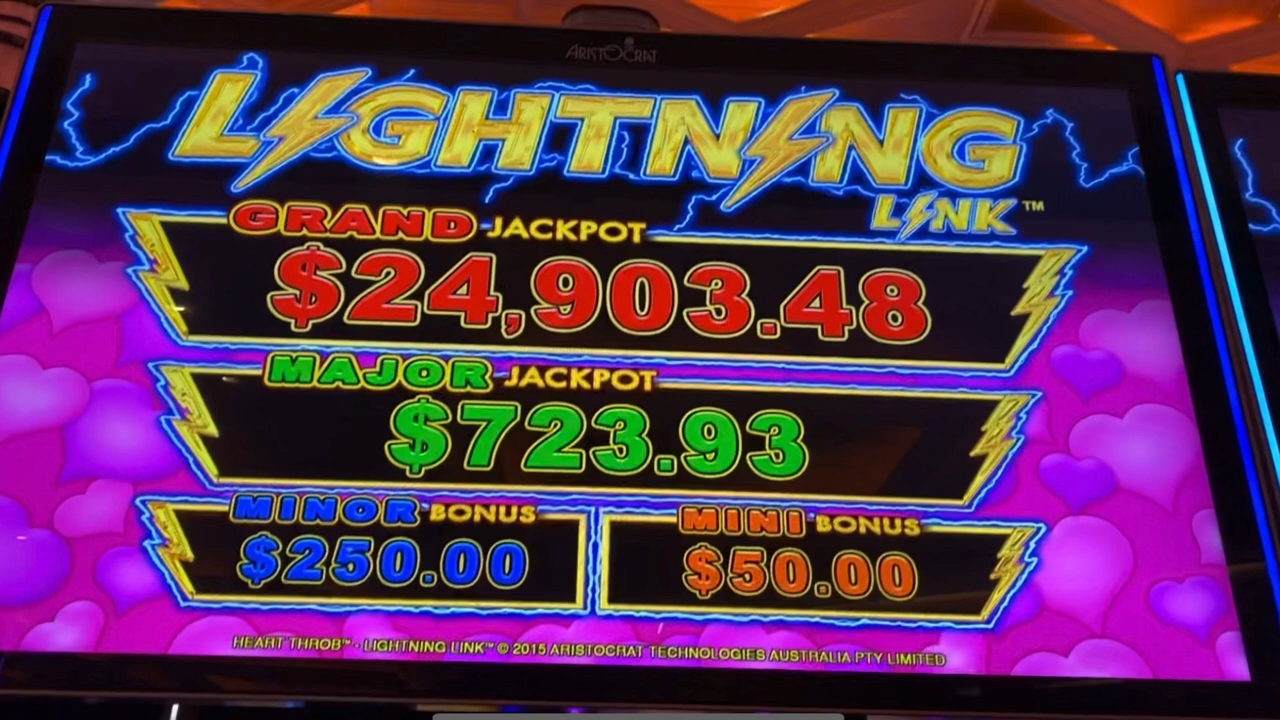 ARISTOCRAT
LIGHTNING
LINK™
GRAND JACKPOT
$24,903.48
MAJOR JACKPOT
$723.93
MINOR BONUS
$250.00
MINI BONUS
$50.00
HEART THROB™ - LIGHTNING LINK™ © 2015 ARISTOCRAT TECHNOLOGIES AUSTRALIA PTY LIMITED